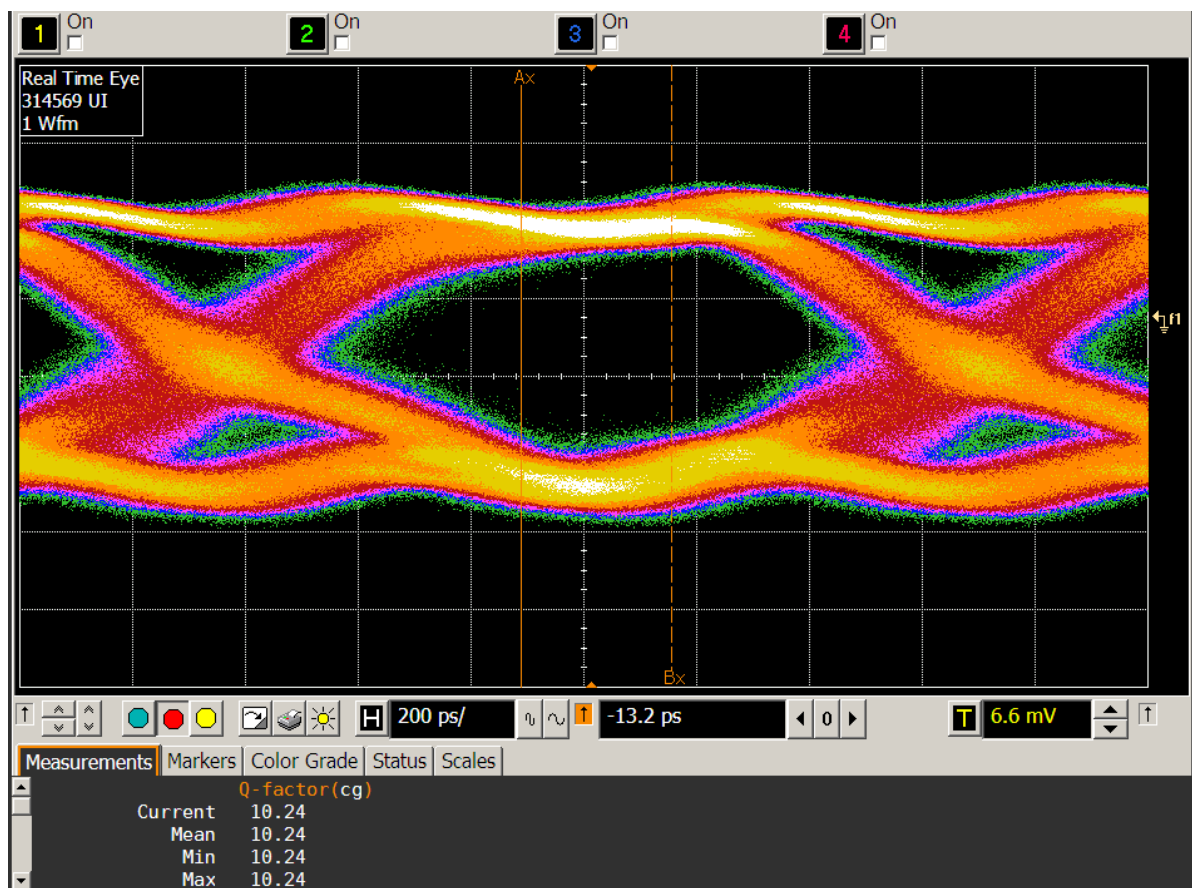 1 On 2 On 3 On 4 On
Real Time Eye
314569 UI
1 Wfm
Ax
f1
Bx
H 200 ps/ -13.2 ps 0 T 6.6 mV
Measurements Markers Color Grade Status Scales
Q-factor(cg)
Current 10.24
Mean 10.24
Min 10.24
Max 10.24